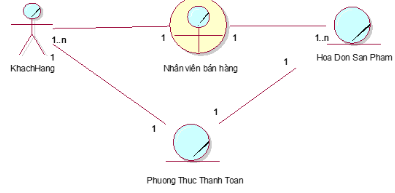 1..n
1
1
1..n
KhachHang
1
Nhân viên bán hàng
Hoa Don San Pham
1
1
1
Phuong Thuc Thanh Toan